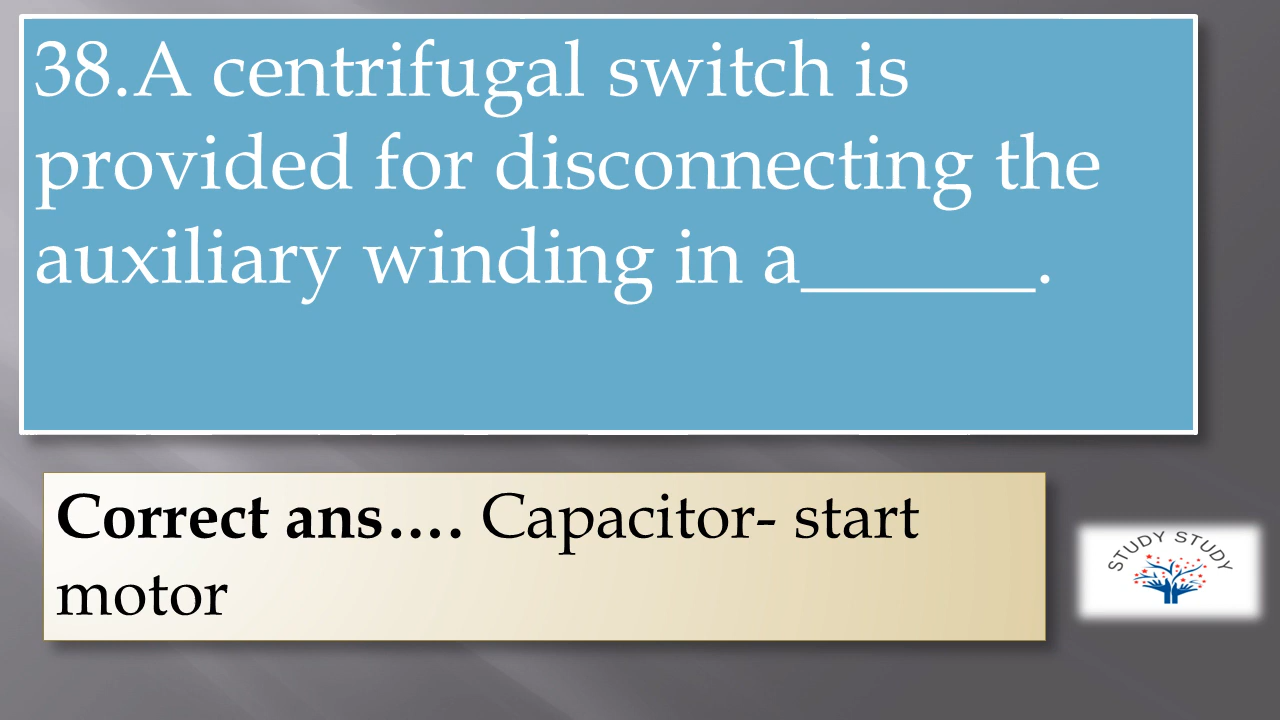 38.A centrifugal switch is
provided for disconnecting the
auxiliary winding in a_______.
Correct ans…. Capacitor- start
motor
STUDY STUDY